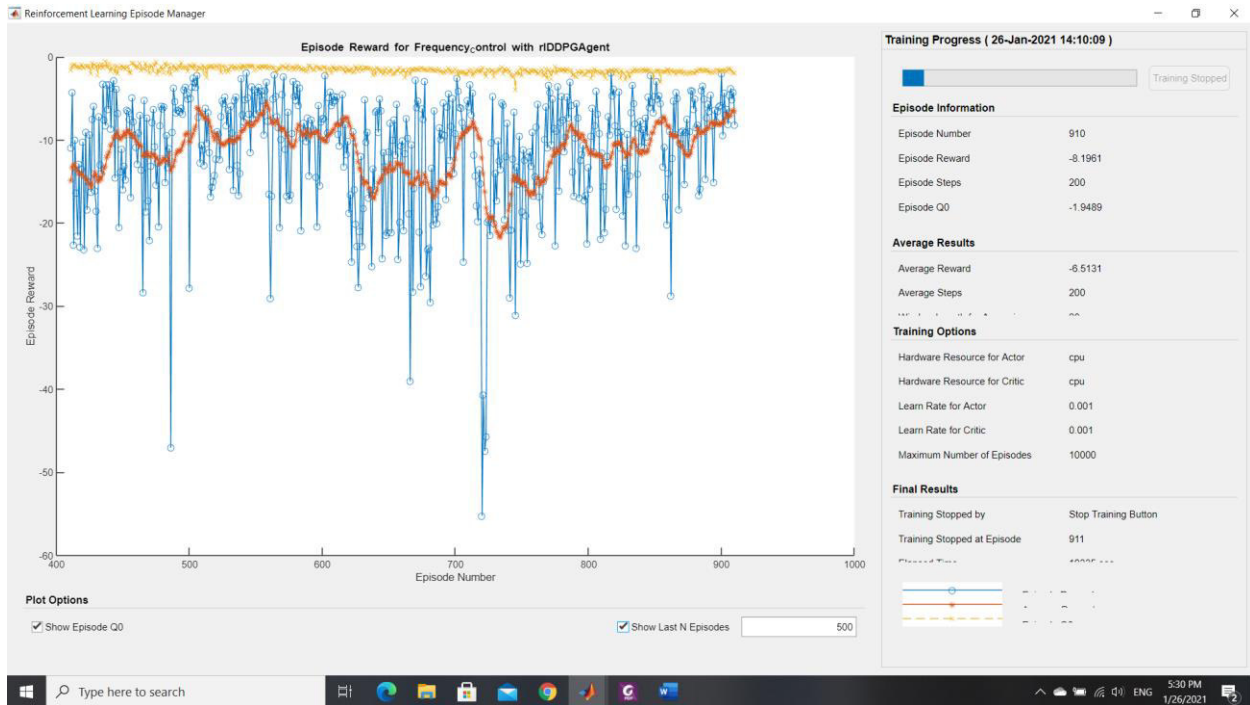 Reinforcement Learning Episode Manager
Episode Reward for Frequency_control with rlDDPGAgent
0
-10
-20
-30
-40
-50
-60
Episode Reward
400
500
600
700
800
900
1000
Episode Number
Plot Options
Show Episode Q0
Show Last N Episodes
500
Training Progress ( 26-Jan-2021 14:10:09 )
Training Stopped
Episode Information
Episode Number 910
Episode Reward -8.1961
Episode Steps 200
Episode Q0 -1.9489
Average Results
Average Reward -6.5131
Average Steps 200
Training Options
Hardware Resource for Actor cpu
Hardware Resource for Critic cpu
Learn Rate for Actor 0.001
Learn Rate for Critic 0.001
Maximum Number of Episodes 10000
Final Results
Training Stopped by Stop Training Button
Training Stopped at Episode 911
Type here to search
ENG
5:30 PM
1/26/2021
2